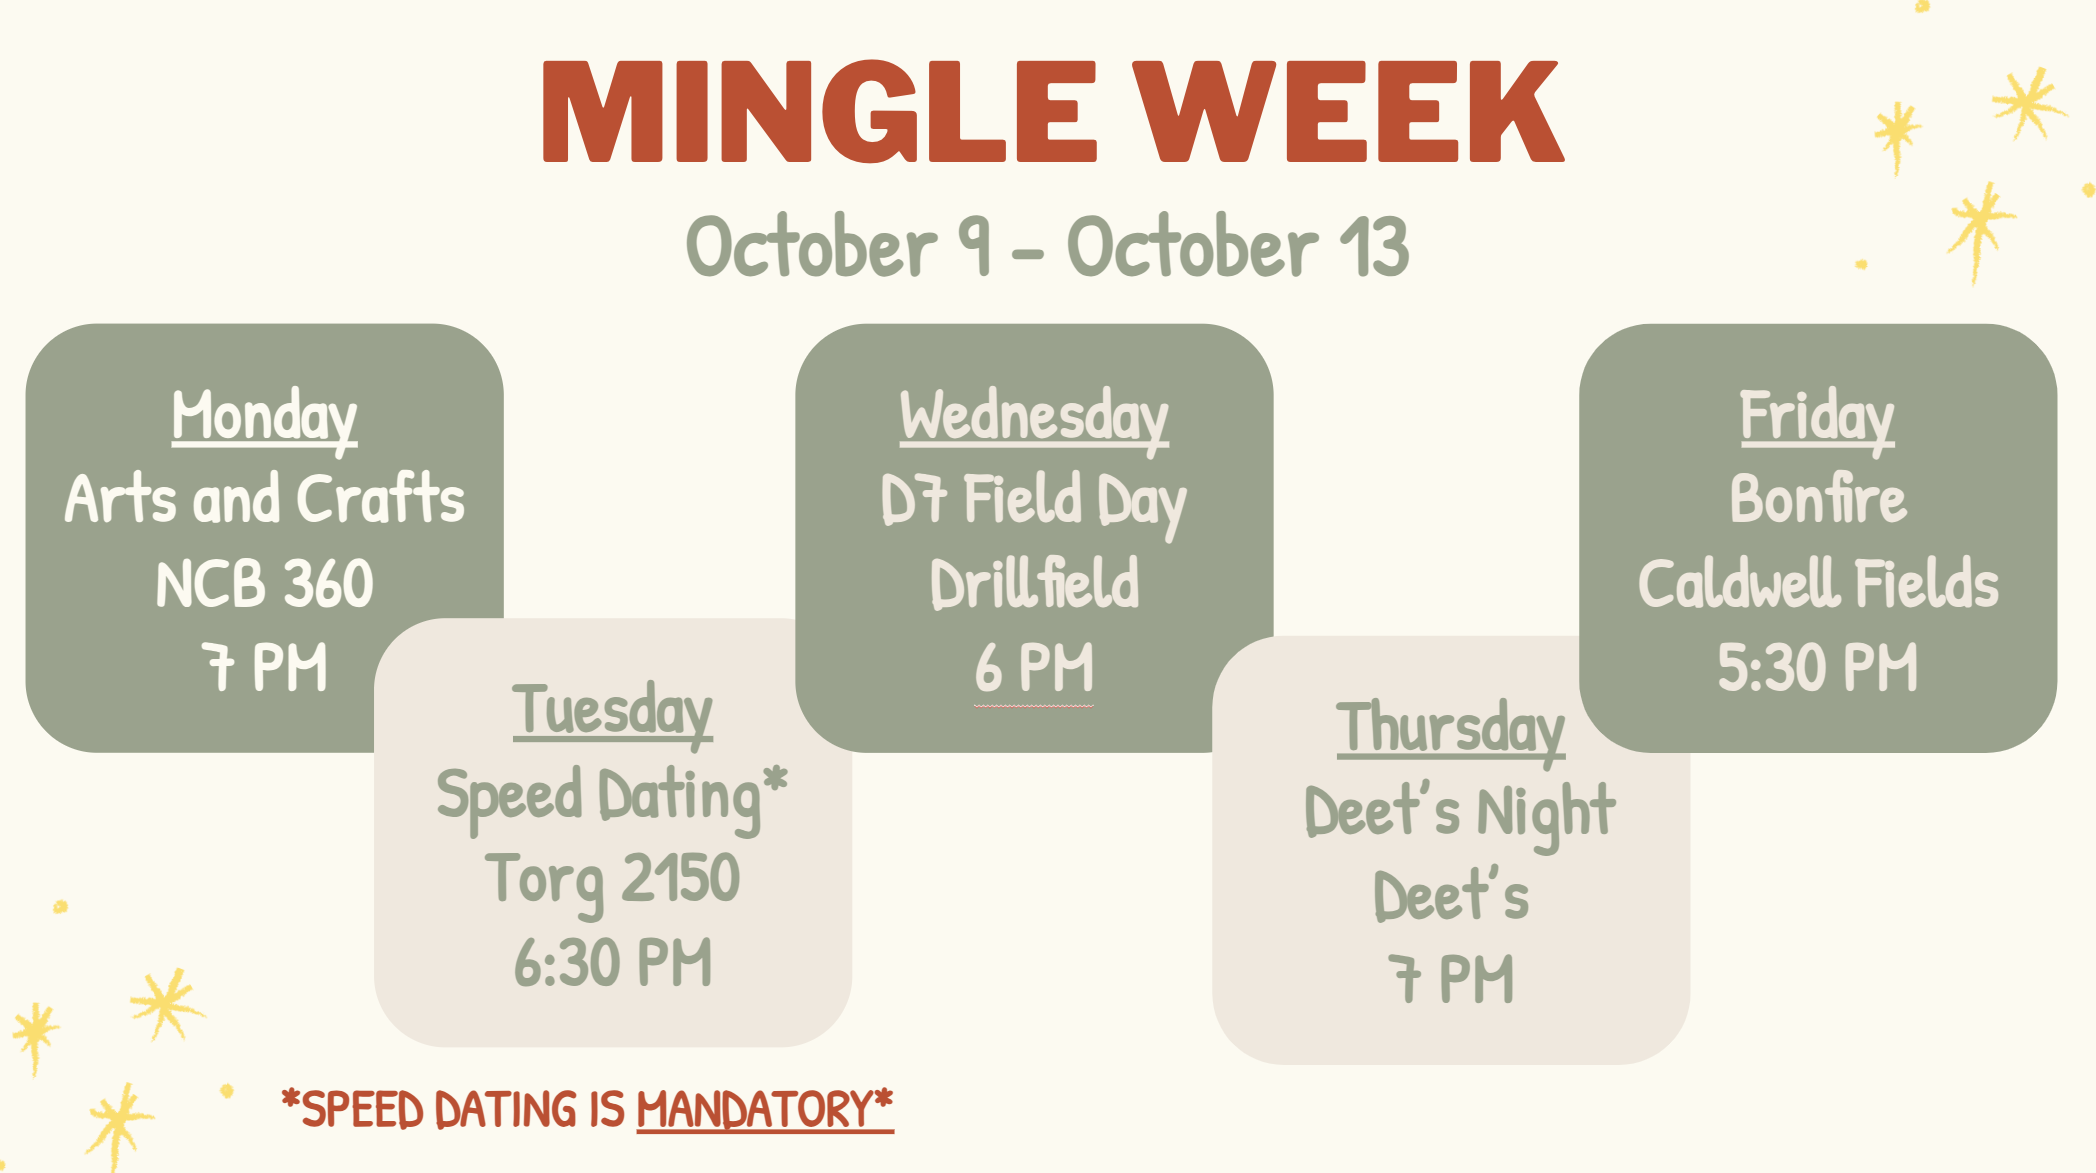 MINGLE WEEK
October 9 - October 13
Monday
Arts and Crafts
NCB 360
7 PM
Tuesday
Speed Dating*
Torg 2150
6:30 PM
Wednesday
D7 Field Day
Drillfield
6 PM
Thursday
Deet's Night
Deet's
7 PM
Friday
Bonfire
Caldwell Fields
5:30 PM
*SPEED DATING IS MANDATORY*